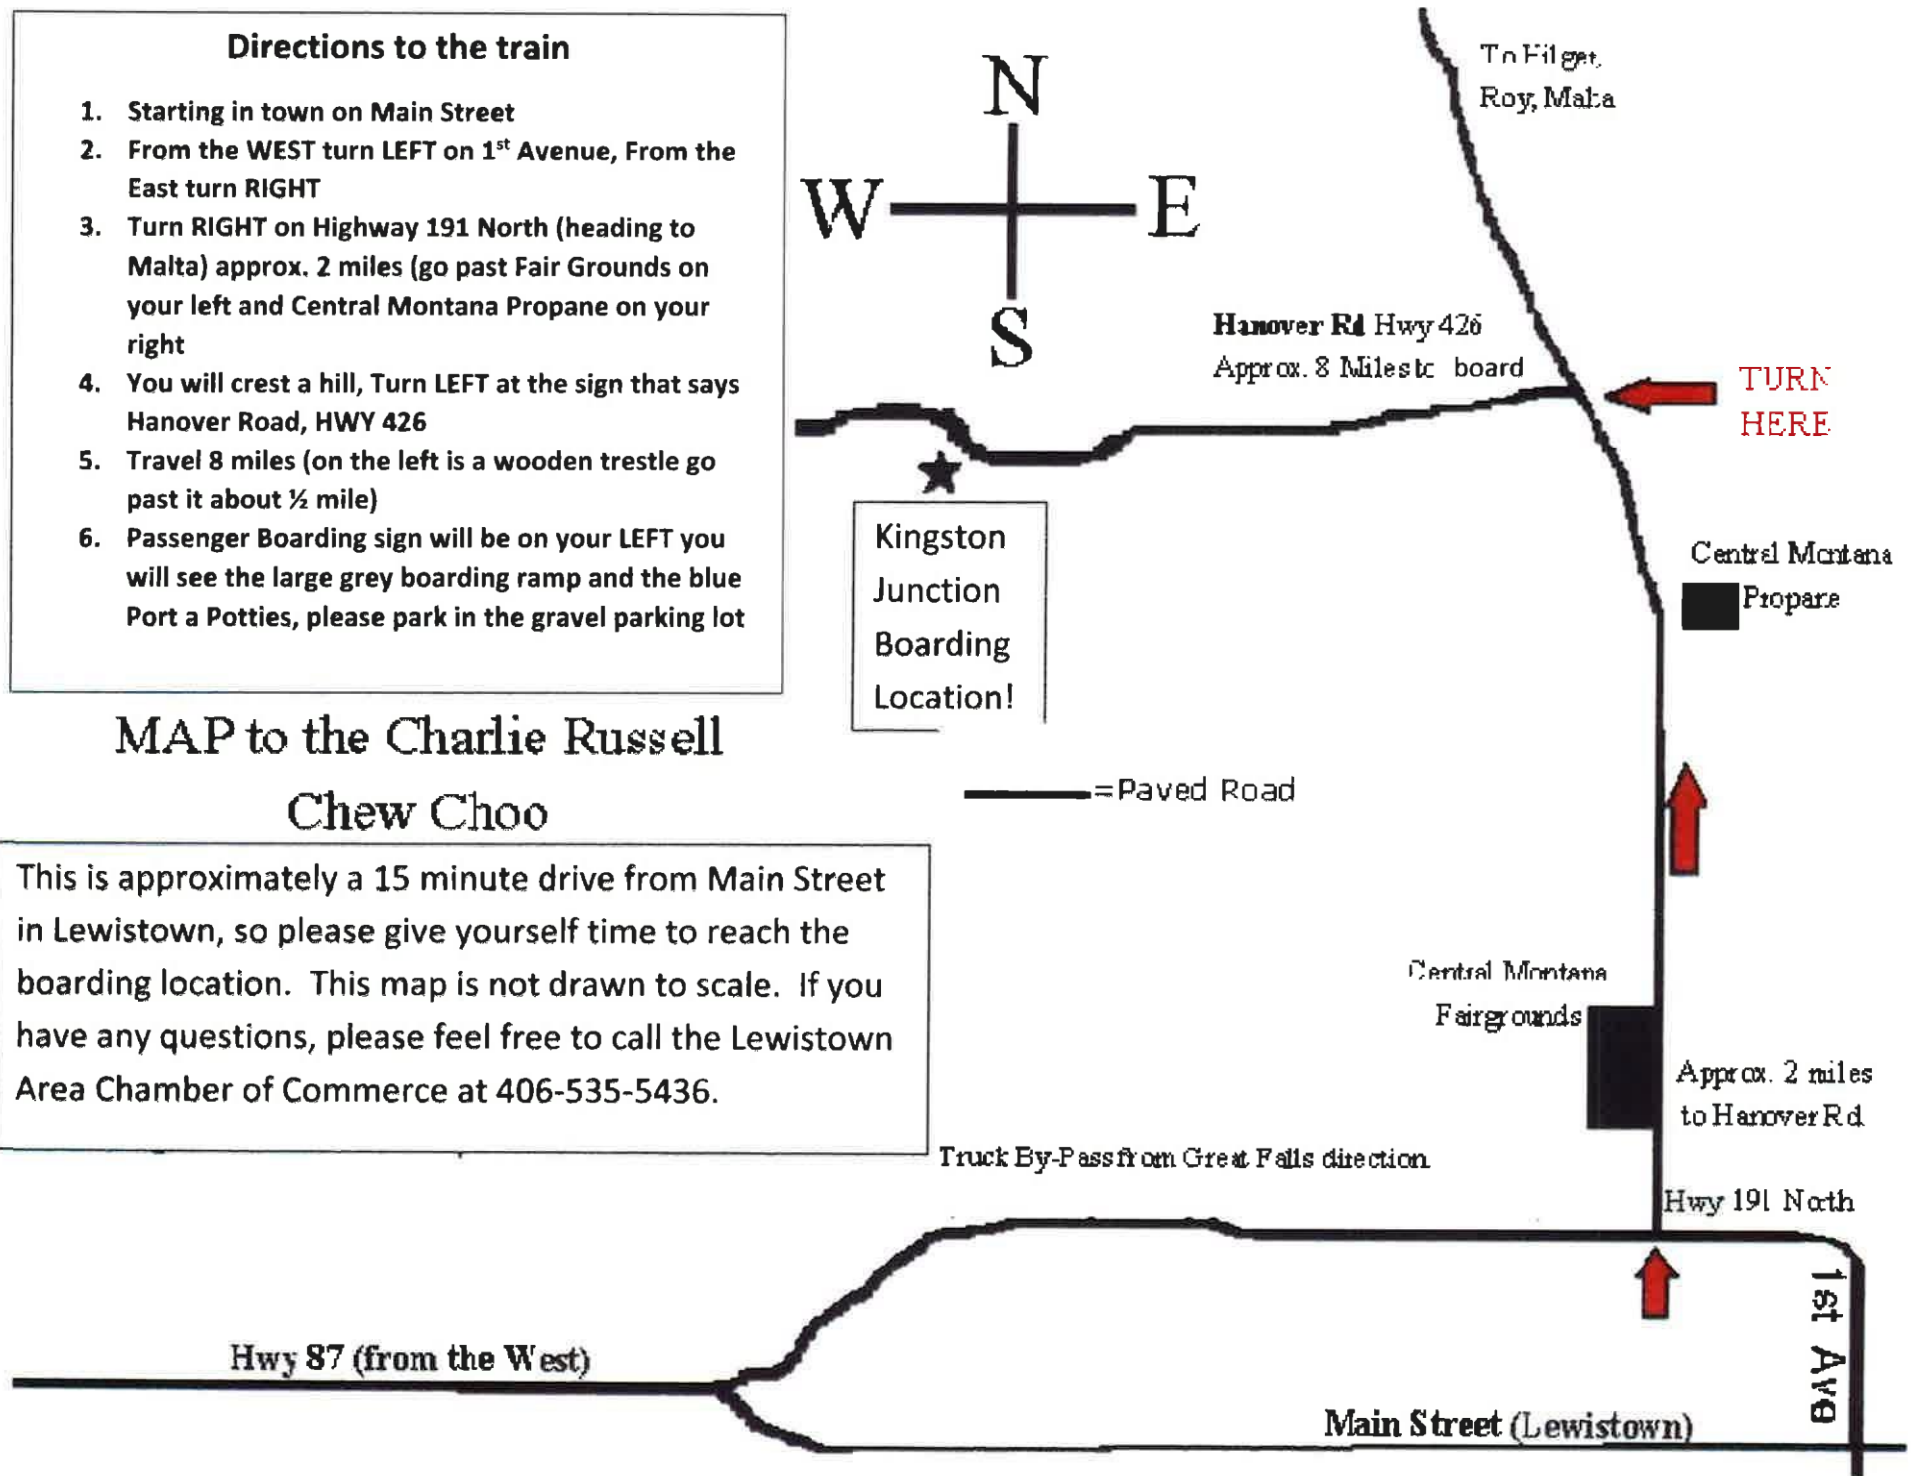 Directions to the train
1. Starting in town on Main Street
2. From the WEST turn LEFT on 1st Avenue, From the
East turn RIGHT
3. Turn RIGHT on Highway 191 North (heading to
Malta) approx. 2 miles (go past Fair Grounds on
your left and Central Montana Propane on your
right
4. You will crest a hill, Turn LEFT at the sign that says
Hanover Road, HWY 426
5. Travel 8 miles (on the left is a wooden trestle go
past it about ½ mile)
6. Passenger Boarding sign will be on your LEFT you
will see the large grey boarding ramp and the blue
Port a Potties, please park in the gravel parking lot
N
W E
S
To Hilger,
Roy, Malta
Hanover Rd Hwy 426
Approx. 8 Miles to board
TURN
HERE
Kingston
Junction
Boarding
Location!
Central Montana
Propane
MAP to the Charlie Russell
Chew Choo
=Paved Road
This is approximately a 15 minute drive from Main Street
in Lewistown, so please give yourself time to reach the
boarding location. This map is not drawn to scale. If you
have any questions, please feel free to call the Lewistown
Area Chamber of Commerce at 406-535-5436.
Central Montana
Fairgrounds
Approx. 2 miles
to Hanover Rd
Truck By-Pass from Great Falls direction
Hwy 191 North
1st Ave
Hwy 87 (from the West)
Main Street (Lewistown)